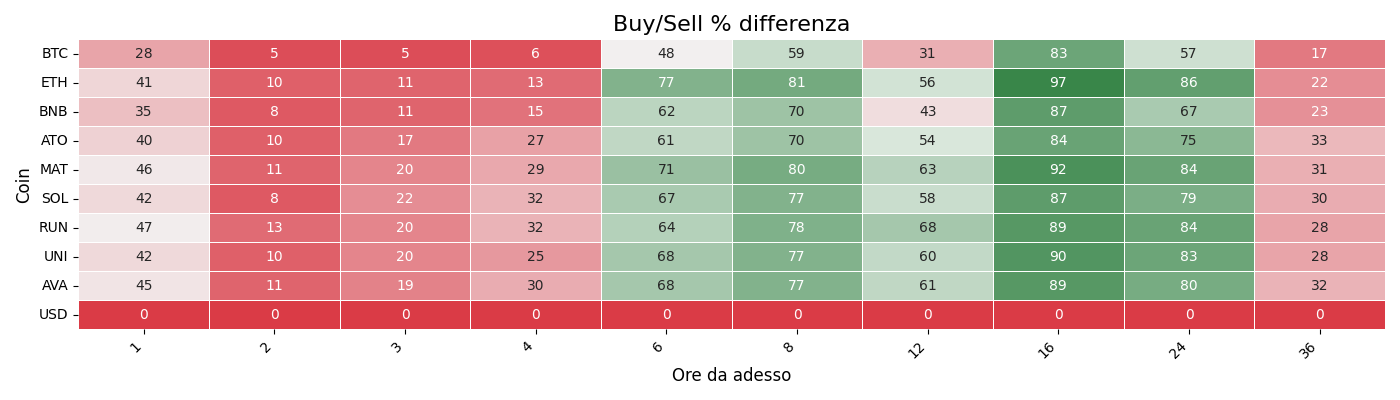 Buy/Sell % differenza
Coin
BTC 28 5 5 6 48 59 31 83 57 17
ETH 41 10 11 13 77 81 56 97 86 22
BNB 35 8 11 15 62 70 43 87 67 23
ATO 40 10 17 27 61 70 54 84 75 33
MAT 46 11 20 29 71 80 63 92 84 31
SOL 42 8 22 32 67 77 58 87 79 30
RUN 47 13 20 32 64 78 68 89 84 28
UNI 42 10 20 25 68 77 60 90 83 28
AVA 45 11 19 30 68 77 61 89 80 32
USD 0 0 0 0 0 0 0 0 0 0
1 2 3 4 6 8 12 16 24 36
Ore da adesso